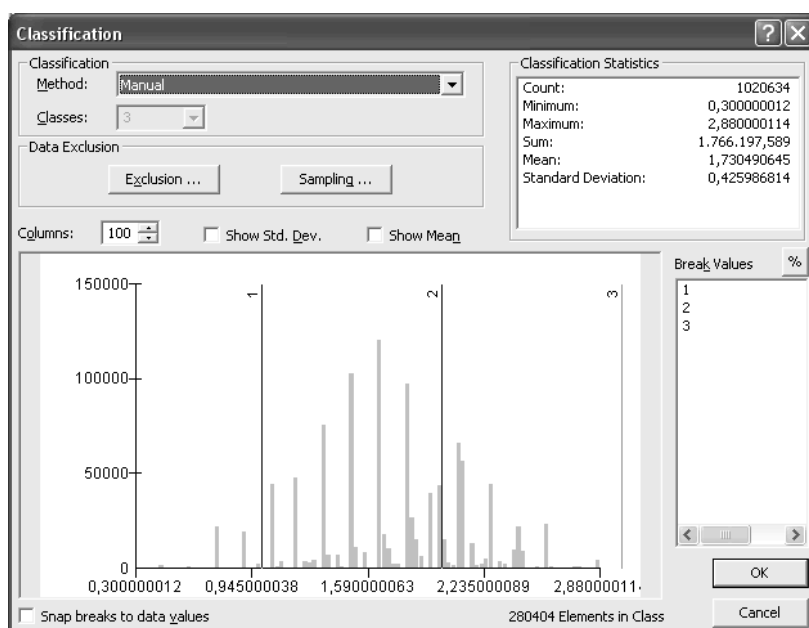 Classification
Classification
Method: Manual
Classes: 3
Data Exclusion
Exclusion ...
Sampling ...
Classification Statistics
Count: 1020634
Minimum: 0,300000012
Maximum: 2,880000114
Sum: 1.766.197,589
Mean: 1,730490645
Standard Deviation: 0,425986814
Columns: 100
Show Std. Dev.
Show Mean
Break Values %
1
2
3
1
2
3
150000
100000
50000
0
0,300000012 0,945000038 1,590000063 2,235000089 2,88000011
Snap breaks to data values
280404 Elements in Class
OK
Cancel